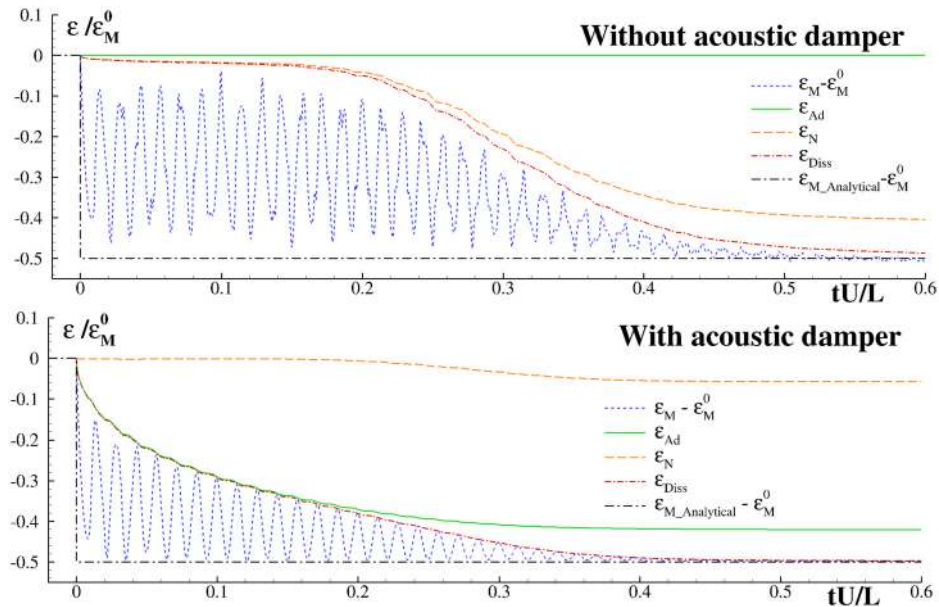 ε /ε_M^0
Without acoustic damper
0.1
0
-0.1
-0.2
-0.3
-0.4
-0.5
ε_M-ε_M^0
ε_Ad
ε_N
ε_Diss
ε_M_Analytical-ε_M^0
0 0.1 0.2 0.3 0.4 0.5 0.6
tU/L
ε /ε_M^0
With acoustic damper
0.1
0
-0.1
-0.2
-0.3
-0.4
-0.5
ε_M - ε_M^0
ε_Ad
ε_N
ε_Diss
ε_M_Analytical - ε_M^0
0 0.1 0.2 0.3 0.4 0.5 0.6
tU/L